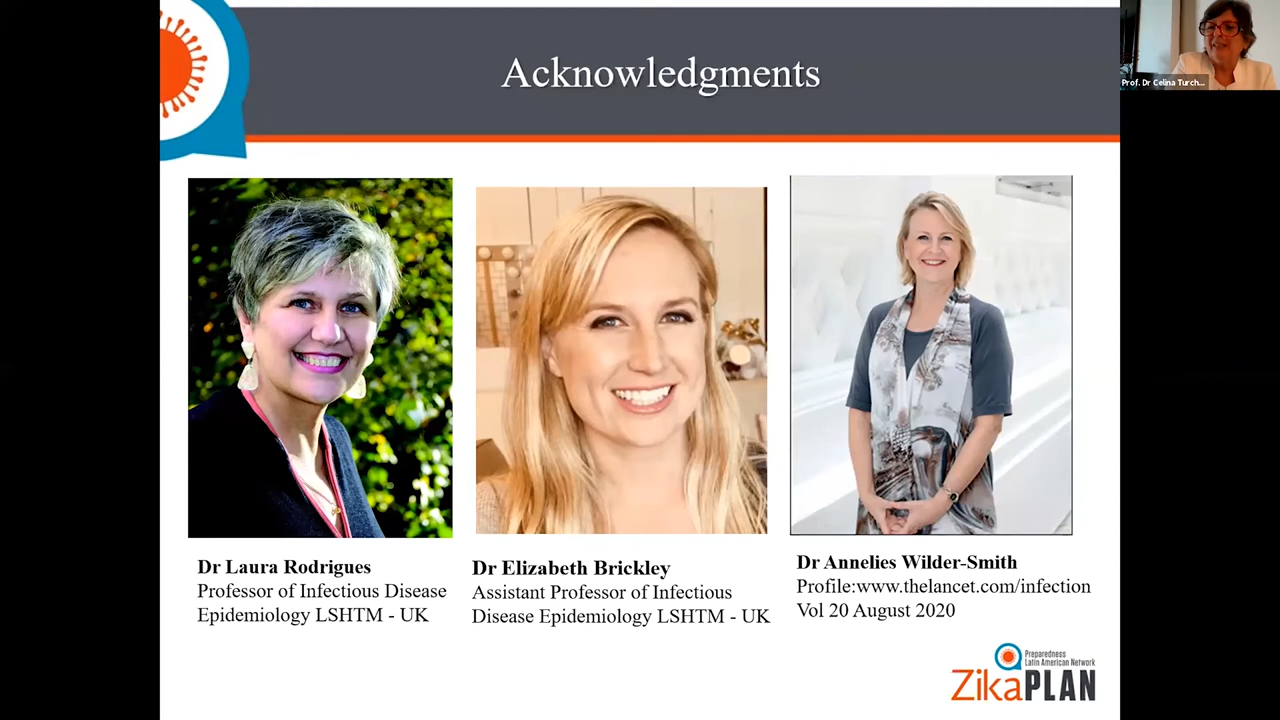 Acknowledgments
Prof. Dr Celina Turch...
Dr Laura Rodrigues
Professor of Infectious Disease
Epidemiology LSHTM - UK
Dr Elizabeth Brickley
Assistant Professor of Infectious
Disease Epidemiology LSHTM - UK
Dr Annelies Wilder-Smith
Profile:www.thelancet.com/infection
Vol 20 August 2020
Preparedness
Latin American Network
ZikaPLAN